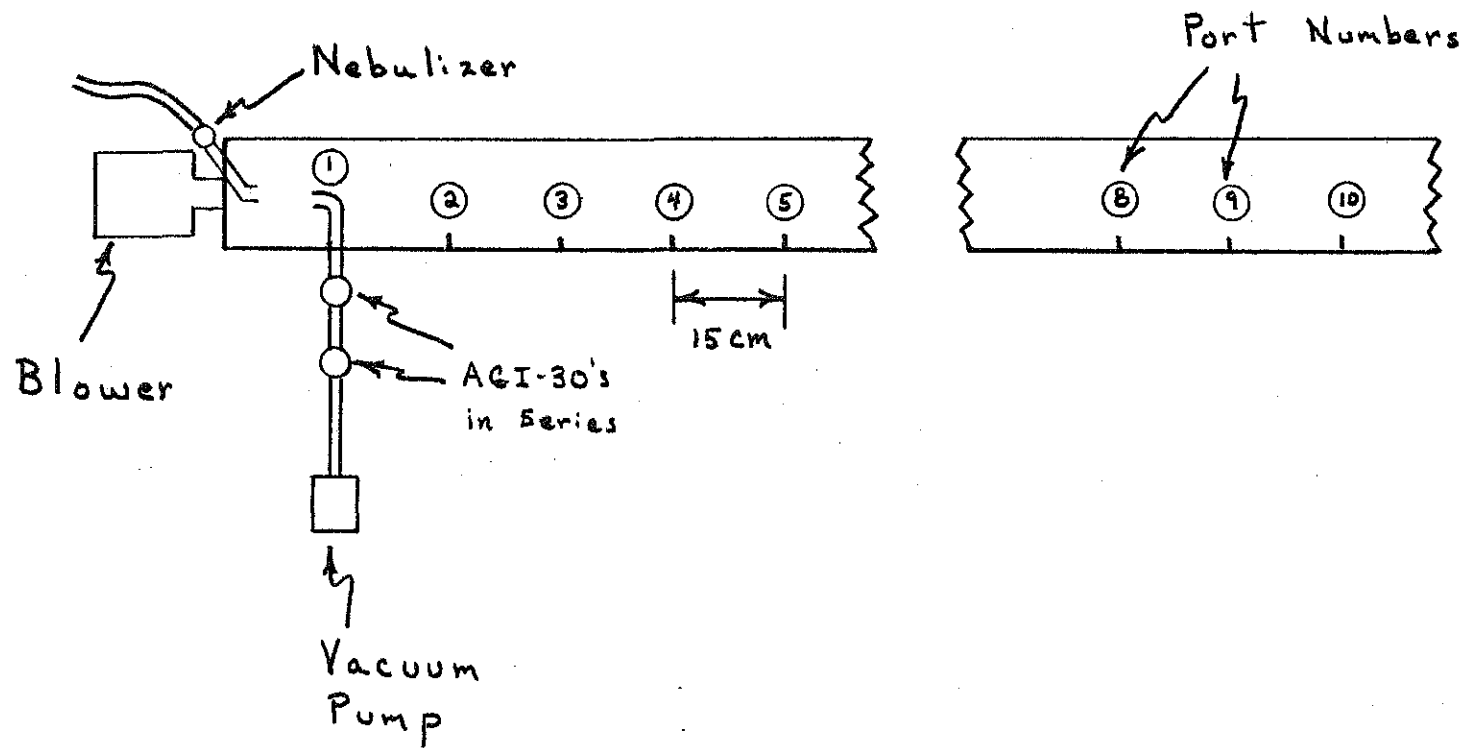 Port Numbers
Nebulizer
1
2
3
4
5
8
9
10
15 cm
Blower
AGI-30's
in Series
Vacuum
Pump